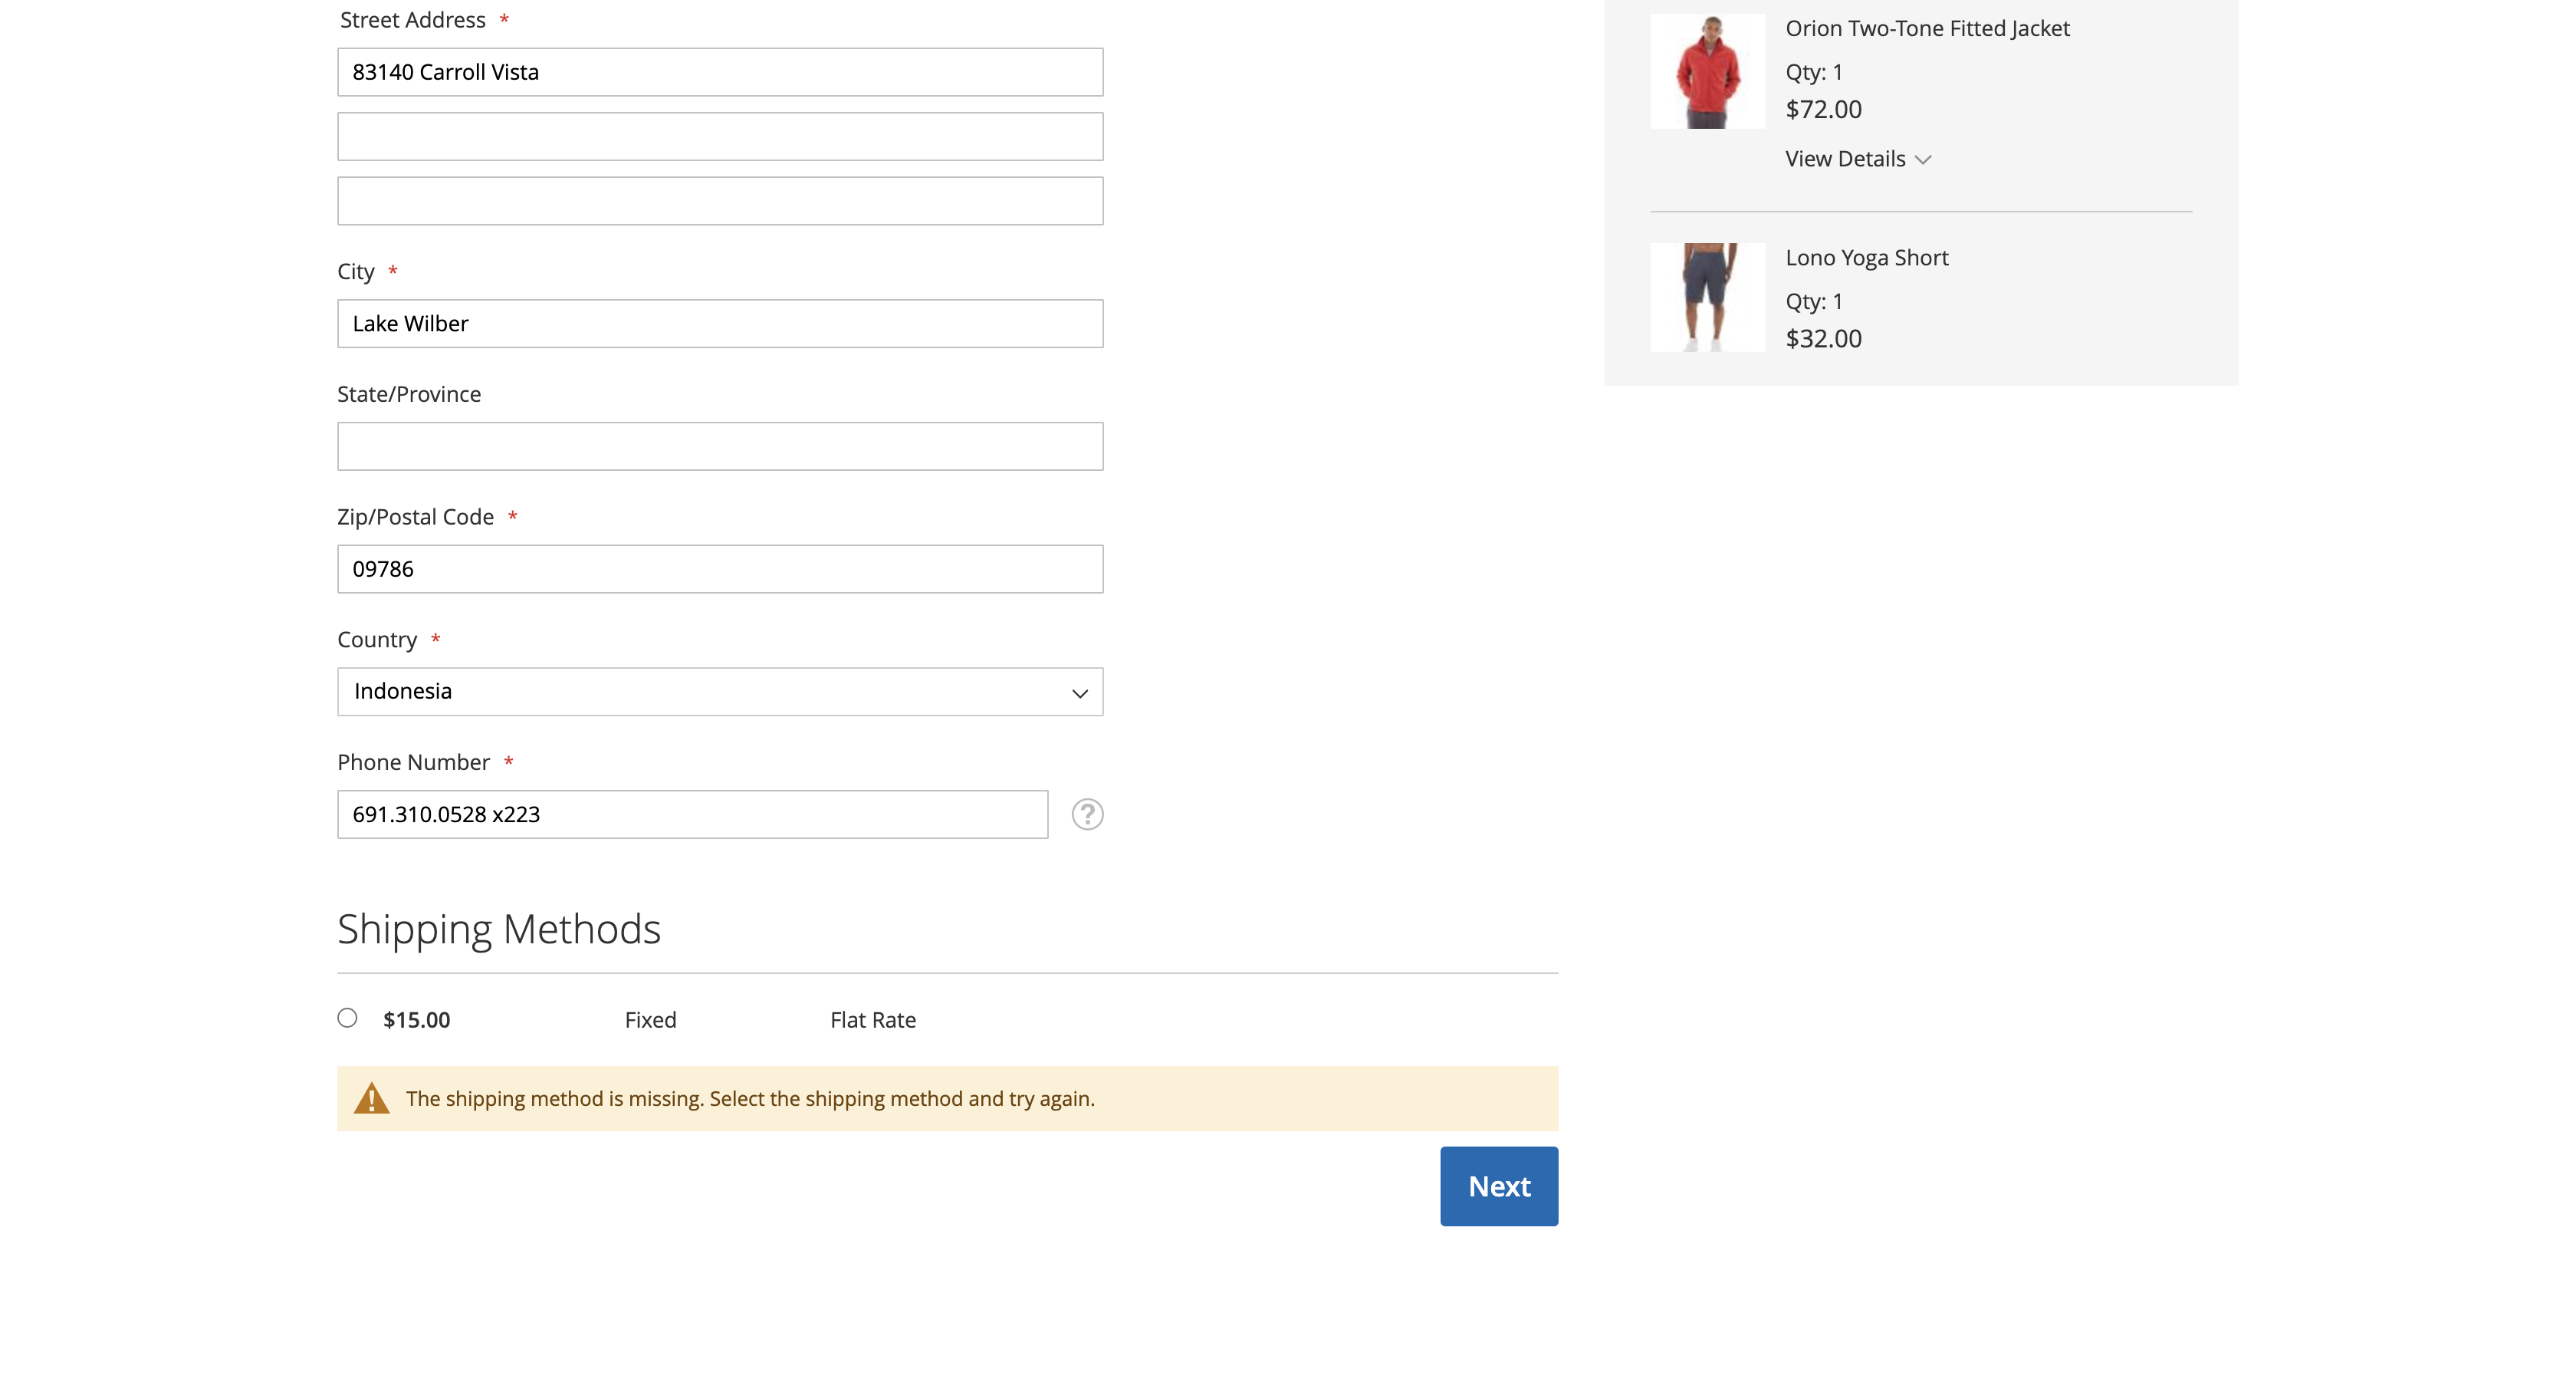 Street Address *
83140 Carroll Vista
City *
Lake Wilber
State/Province
Zip/Postal Code *
09786
Country *
Indonesia
Phone Number *
691.310.0528 x223
?
Shipping Methods
$15.00 Fixed Flat Rate
The shipping method is missing. Select the shipping method and try again.
Next
Orion Two-Tone Fitted Jacket
Qty: 1
$72.00
View Details
Lono Yoga Short
Qty: 1
$32.00